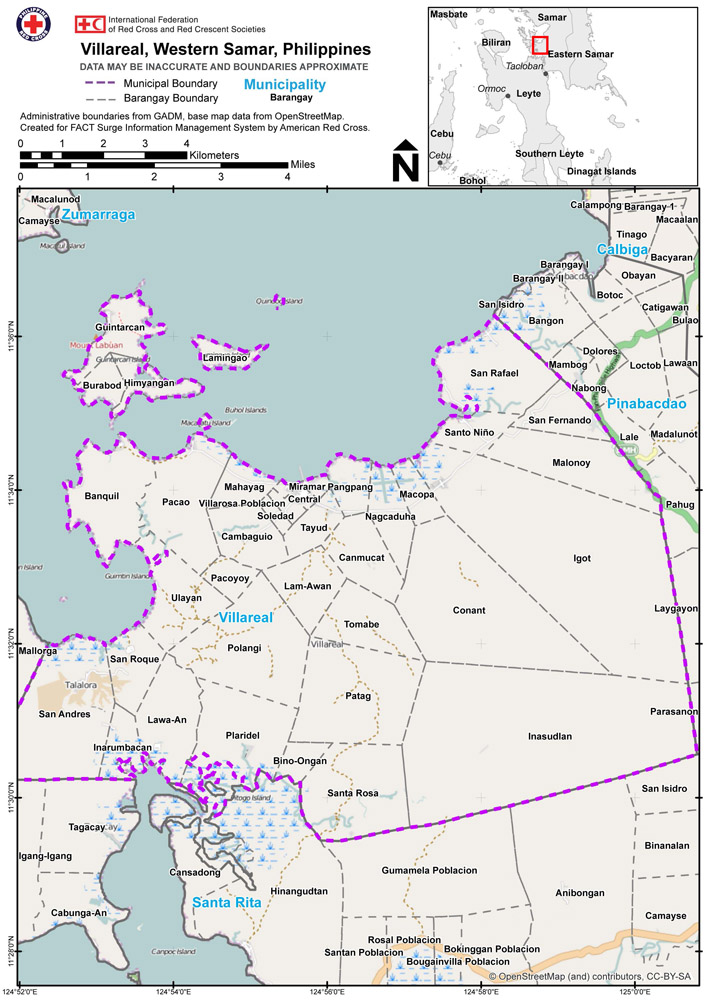 PHILIPPINE
RED CROSS
International Federation
of Red Cross and Red Crescent Societies
Villareal, Western Samar, Philippines
DATA MAY BE INACCURATE AND BOUNDARIES APPROXIMATE
Municipal Boundary
Municipality
Barangay Boundary
Barangay
Administrative boundaries from GADM, base map data from OpenStreetMap.
Created for FACT Surge Information Management System by American Red Cross.
0 1 2 3 4
Kilometers
Miles
0 1 2 3 4
N
Masbate
Samar
Biliran
Eastern Samar
Tacloban
Ormoc
Leyte
Cebu
Cebu
Southern Leyte
Dinagat Islands
Bohol
Macalunod
Camayse
Zumarraga
Calampong
Barangay 1
Macaalan
Tinago
Calbiga
Bacyaran
Barangay I
Barangay II
Obayan
Botoc
Catigawan
Bulao
San Isidro
Bangon
Guintarcan
Mount Labuan
Guintarcan Island
Lamingao
Burabod
Himyangan
Buhol Islands
San Rafael
Dolores
Mambog
Loctob
Lawaan
Nabong
Pinabacdao
San Fernando
Santo Niño
Lale
Madalunot
Malonoy
Banquil
Pacao
Mahayag
Miramar
Pangpang
Villarosa Poblacion
Central
Macopa
Soledad
Nagcaduha
Pahug
Tayud
Cambaguio
Canmucat
Igot
Pacoyoy
Lam-Awan
Ulayan
Conant
Laygayon
Villareal
Tomabe
Villareal
Mallorga
San Roque
Polangi
Talalora
Patag
San Andres
Lawa-An
Parasanon
Plaridel
Inasudlan
Inarumbacan
Bino-Ongan
Santa Rosa
San Isidro
Tagacay
Igang-Igang
Binanalan
Cansadong
Gumamela Poblacion
Hinangudtan
Anibongan
Santa Rita
Cabunga-An
Camayse
Rosal Poblacion
Canpoc Island
Santan Poblacion
Bokinggan Poblacion
Bougainvilla Poblacion
© OpenStreetMap (and) contributors, CC-BY-SA
11°36'0"N
11°34'0"N
11°32'0"N
11°30'0"N
11°28'0"N
124°52'0"E
124°54'0"E
124°56'0"E
124°58'0"E
125°0'0"E